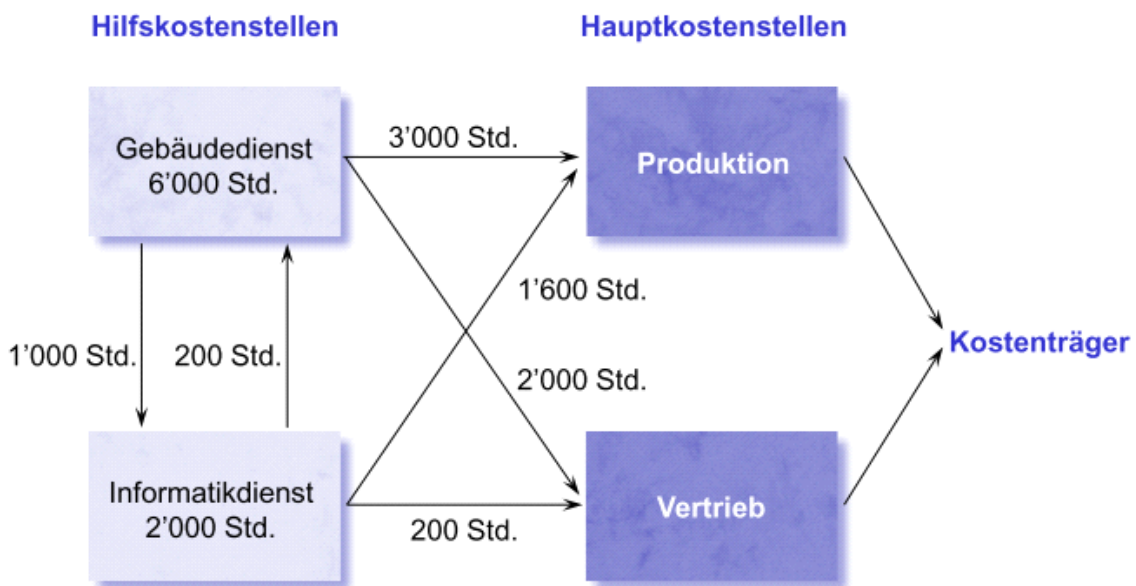 Hilfskostenstellen
Hauptkostenstellen
Gebäudedienst
6’000 Std.
3’000 Std.
Produktion
1’000 Std.
200 Std.
1’600 Std.
2’000 Std.
Kostenträger
Informatikdienst
2’000 Std.
200 Std.
Vertrieb